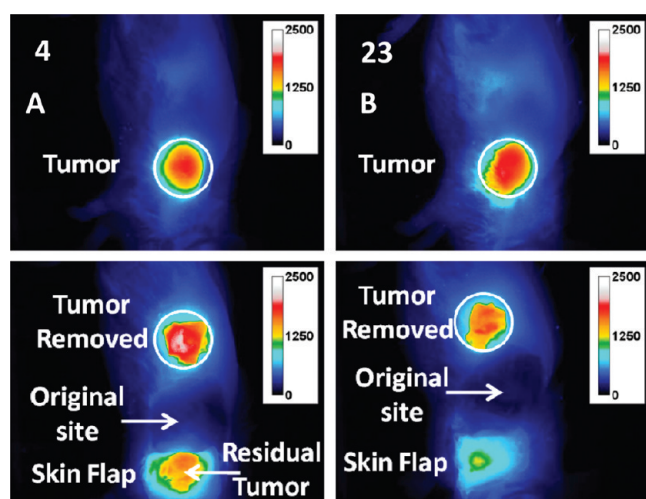 4
A
Tumor
2500
1250
0
23
B
Tumor
2500
1250
0
Tumor
Removed
Original
site
Skin Flap
Residual
Tumor
2500
1250
0
Tumor
Removed
Original
site
Skin Flap
2500
1250
0